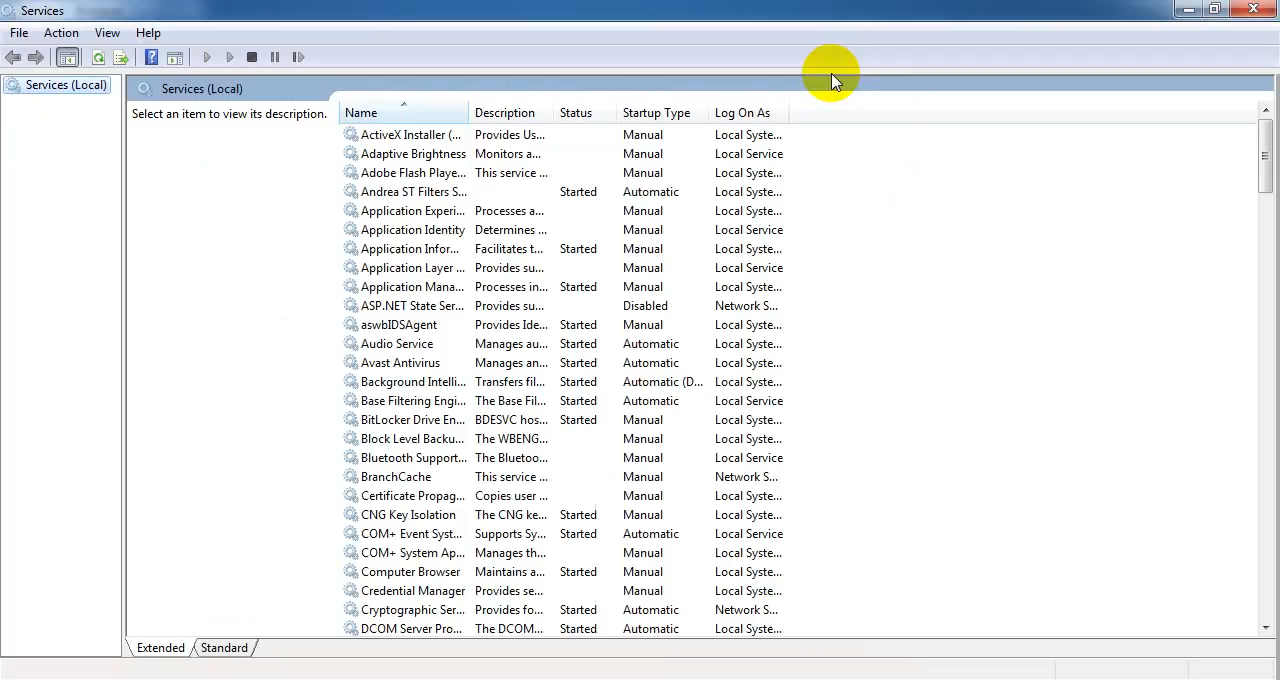 Services
File Action View Help
Services (Local)
Services (Local)
Select an item to view its description.
Name Description Status Startup Type Log On As
ActiveX Installer (... Provides Us... Manual Local Syste...
Adaptive Brightness Monitors a... Manual Local Service
Adobe Flash Playe... This service ... Manual Local Syste...
Andrea ST Filters S... Started Automatic Local Syste...
Application Experi... Processes a... Manual Local Syste...
Application Identity Determines ... Manual Local Service
Application Infor... Facilitates t... Started Manual Local Syste...
Application Layer ... Provides su... Manual Local Service
Application Mana... Processes in... Started Manual Local Syste...
ASP.NET State Ser... Provides su... Disabled Network S...
aswbIDSAgent Provides Ide... Started Manual Local Syste...
Audio Service Manages au... Started Automatic Local Syste...
Avast Antivirus Manages an... Started Automatic Local Syste...
Background Intelli... Transfers fil... Started Automatic (D... Local Syste...
Base Filtering Engi... The Base Fil... Started Automatic Local Service
BitLocker Drive En... BDESVC hos... Started Manual Local Syste...
Block Level Backu... The WBENG... Manual Local Syste...
Bluetooth Support... The Bluetoo... Manual Local Service
BranchCache This service ... Manual Network S...
Certificate Propag... Copies user ... Manual Local Syste...
CNG Key Isolation The CNG ke... Started Manual Local Syste...
COM+ Event Syst... Supports Sy... Started Automatic Local Service
COM+ System Ap... Manages th... Manual Local Syste...
Computer Browser Maintains a... Started Manual Local Syste...
Credential Manager Provides se... Manual Local Syste...
Cryptographic Ser... Provides fo... Started Automatic Network S...
DCOM Server Pro... The DCOM... Started Automatic Local Syste...
Extended Standard